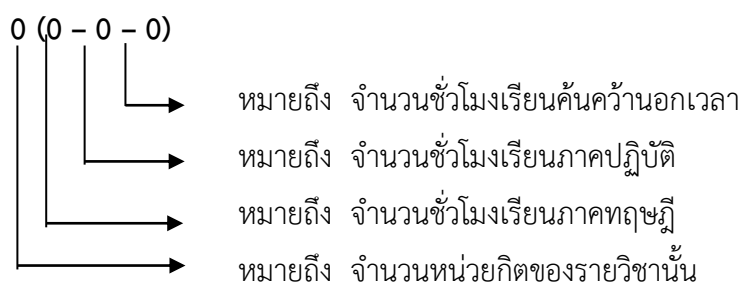 0 (0 – 0 – 0)
หมายถึง จำนวนชั่วโมงเรียนค้นคว้านอกเวลา
หมายถึง จำนวนชั่วโมงเรียนภาคปฏิบัติ
หมายถึง จำนวนชั่วโมงเรียนภาคทฤษฎี
หมายถึง จำนวนหน่วยกิตของรายวิชานั้น